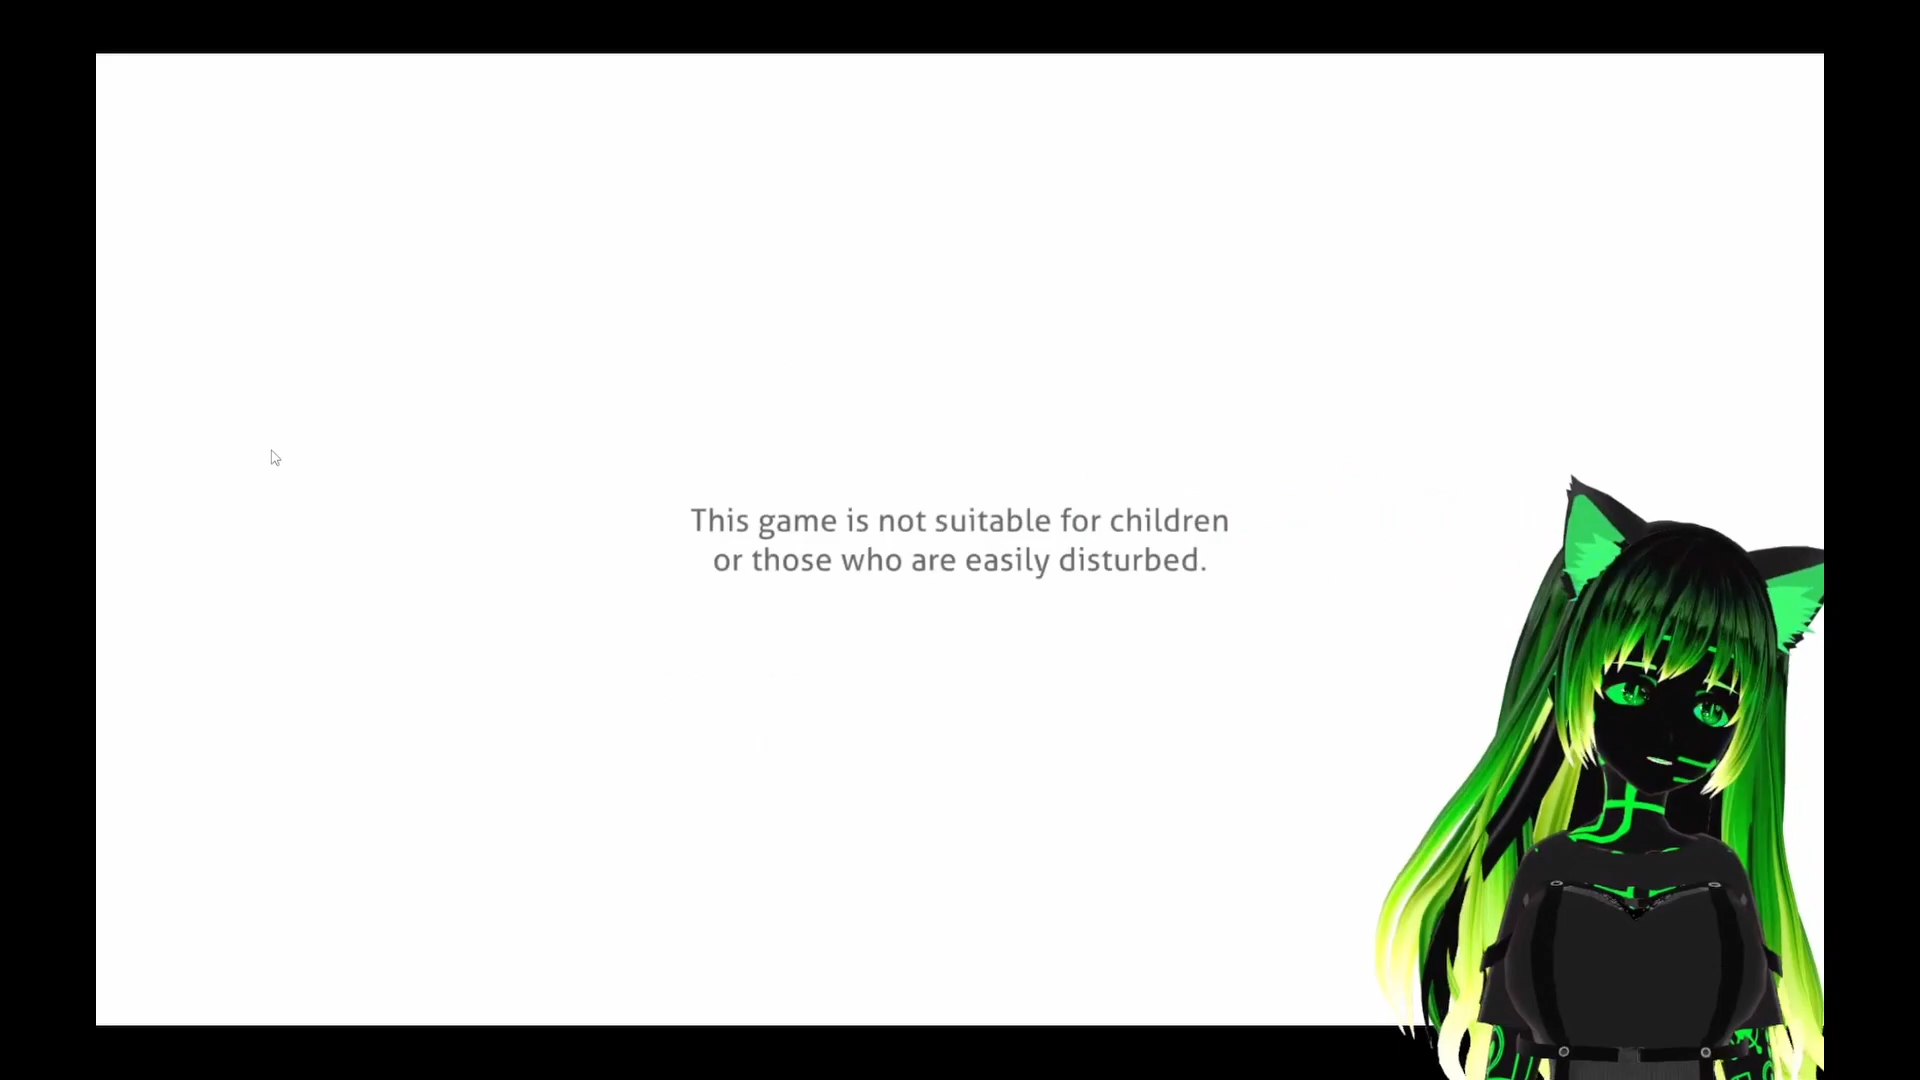 This game is not suitable for children
or those who are easily disturbed.